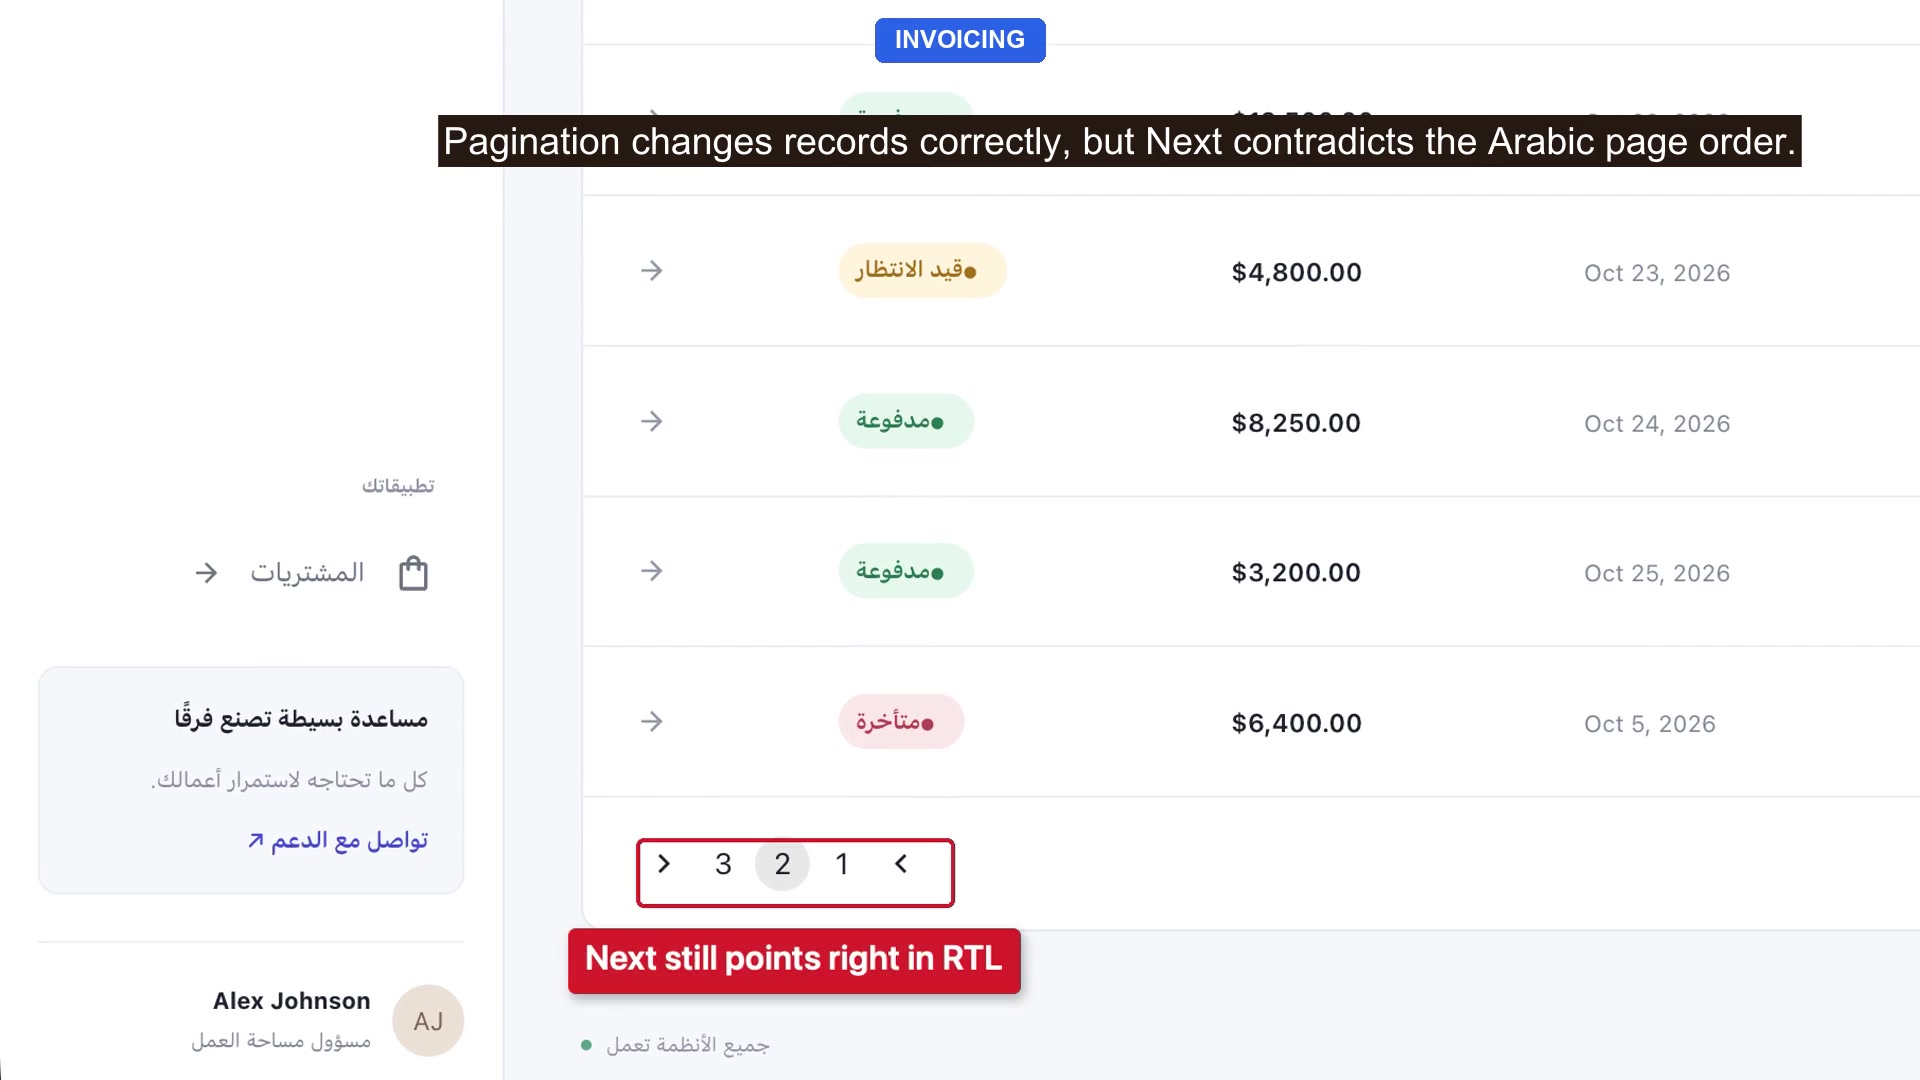 INVOICING
Pagination changes records correctly, but Next contradicts the Arabic page order.
قيد الانتظار
$4,800.00
Oct 23, 2026
مدفوعة
$8,250.00
Oct 24, 2026
مدفوعة
$3,200.00
Oct 25, 2026
متأخرة
$6,400.00
Oct 5, 2026
1 2 3
Next still points right in RTL
جميع الأنظمة تعمل
تطبيقاتك
المشتريات
مساعدة بسيطة تصنع فرقًا
كل ما تحتاجه لاستمرار أعمالك.
تواصل مع الدعم
Alex Johnson
AJ
مسؤول مساحة العمل